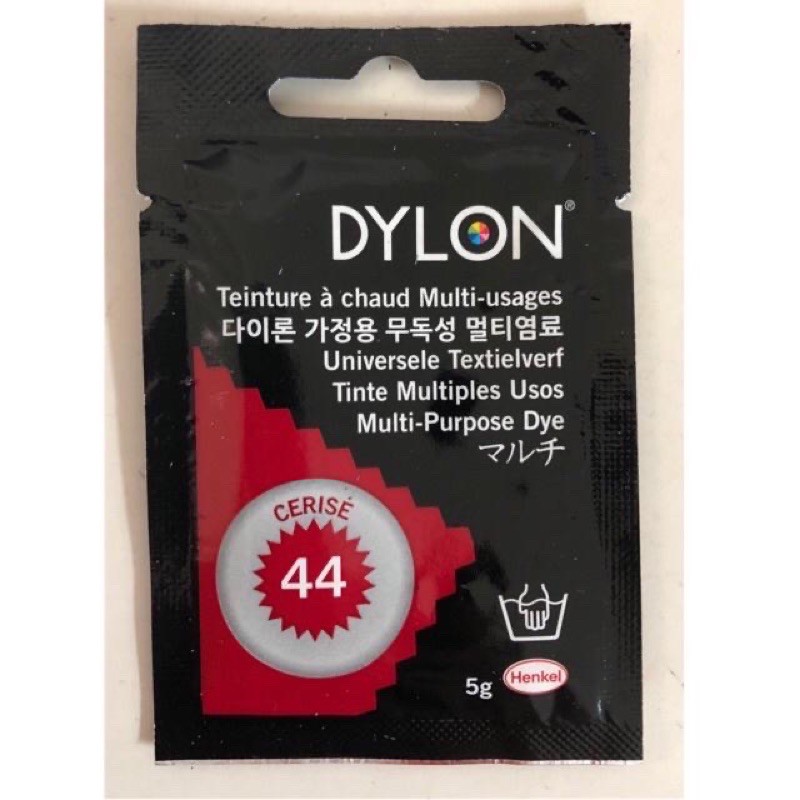 DYLON®
Teinture à chaud Multi-usages
다이론 가정용 무독성 멀티염료
Universele Textielverf
Tinte Multiples Usos
Multi-Purpose Dye
マルチ
CERISÉ
44
5g
Henkel